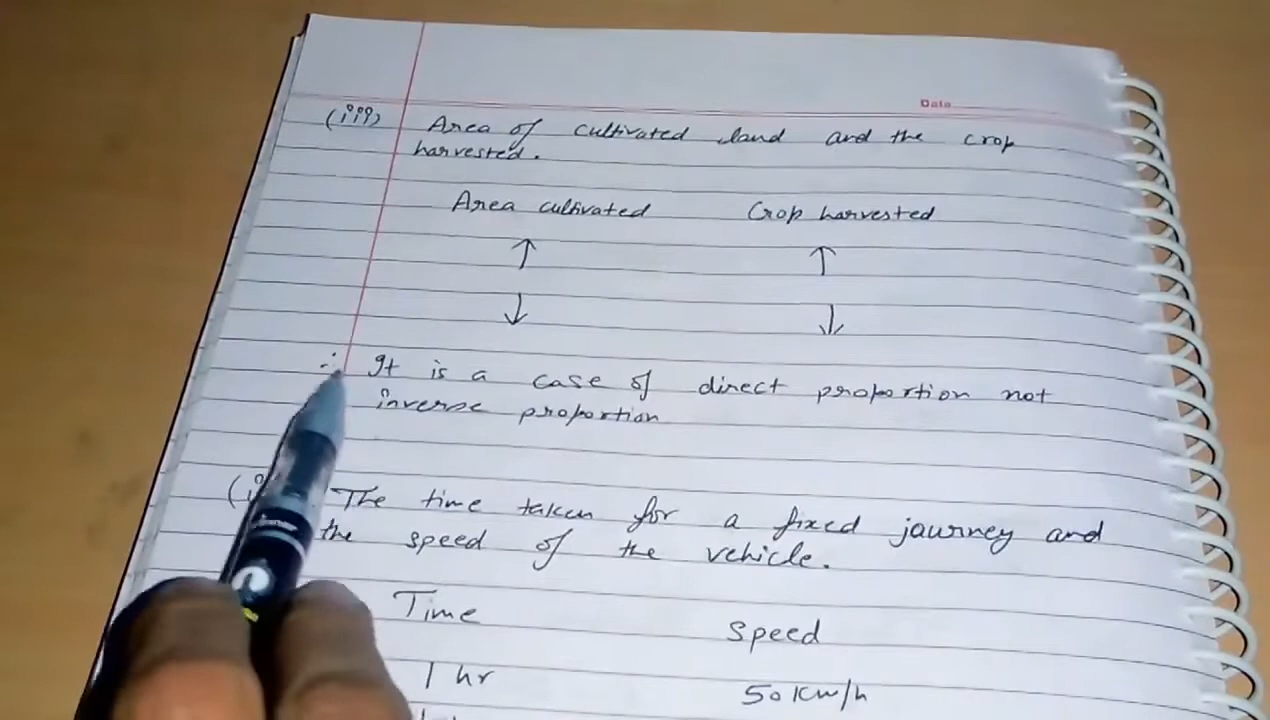 Date
(iii) Area of cultivated land and the crop
harvested.
Area cultivated Crop harvested
↑ ↑
↓ ↓
∴ It is a case of direct proportion not
inverse proportion
The time taken for a fixed journey and
the speed of the vehicle.
Time Speed
1 hr 50 km/h